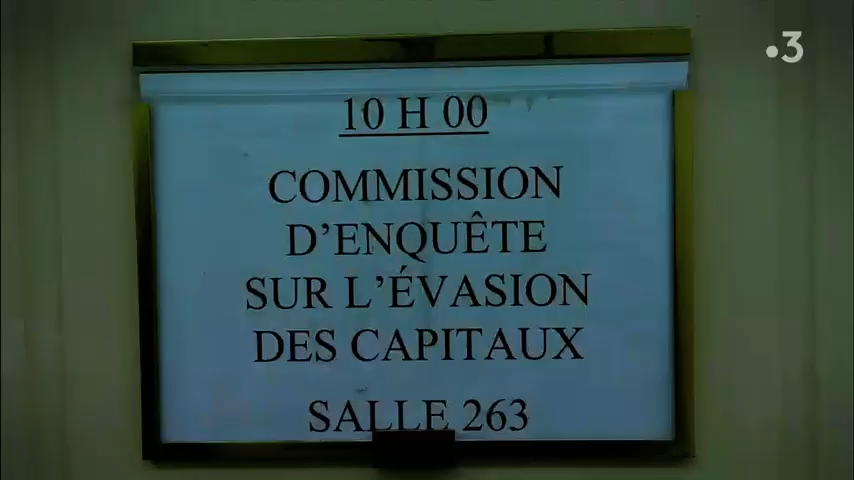 10 H 00
COMMISSION
D'ENQUÊTE
SUR L'ÉVASION
DES CAPITAUX
SALLE 263
3